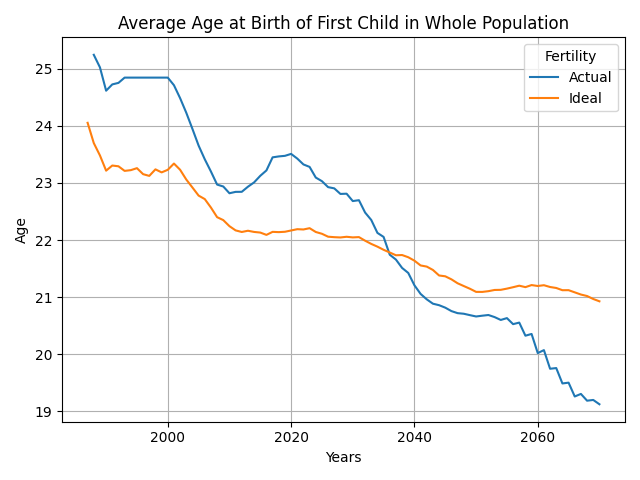 Average Age at Birth of First Child in Whole Population
Fertility
Actual
Ideal
Age
25
24
23
22
21
20
19
2000
2020
2040
2060
Years